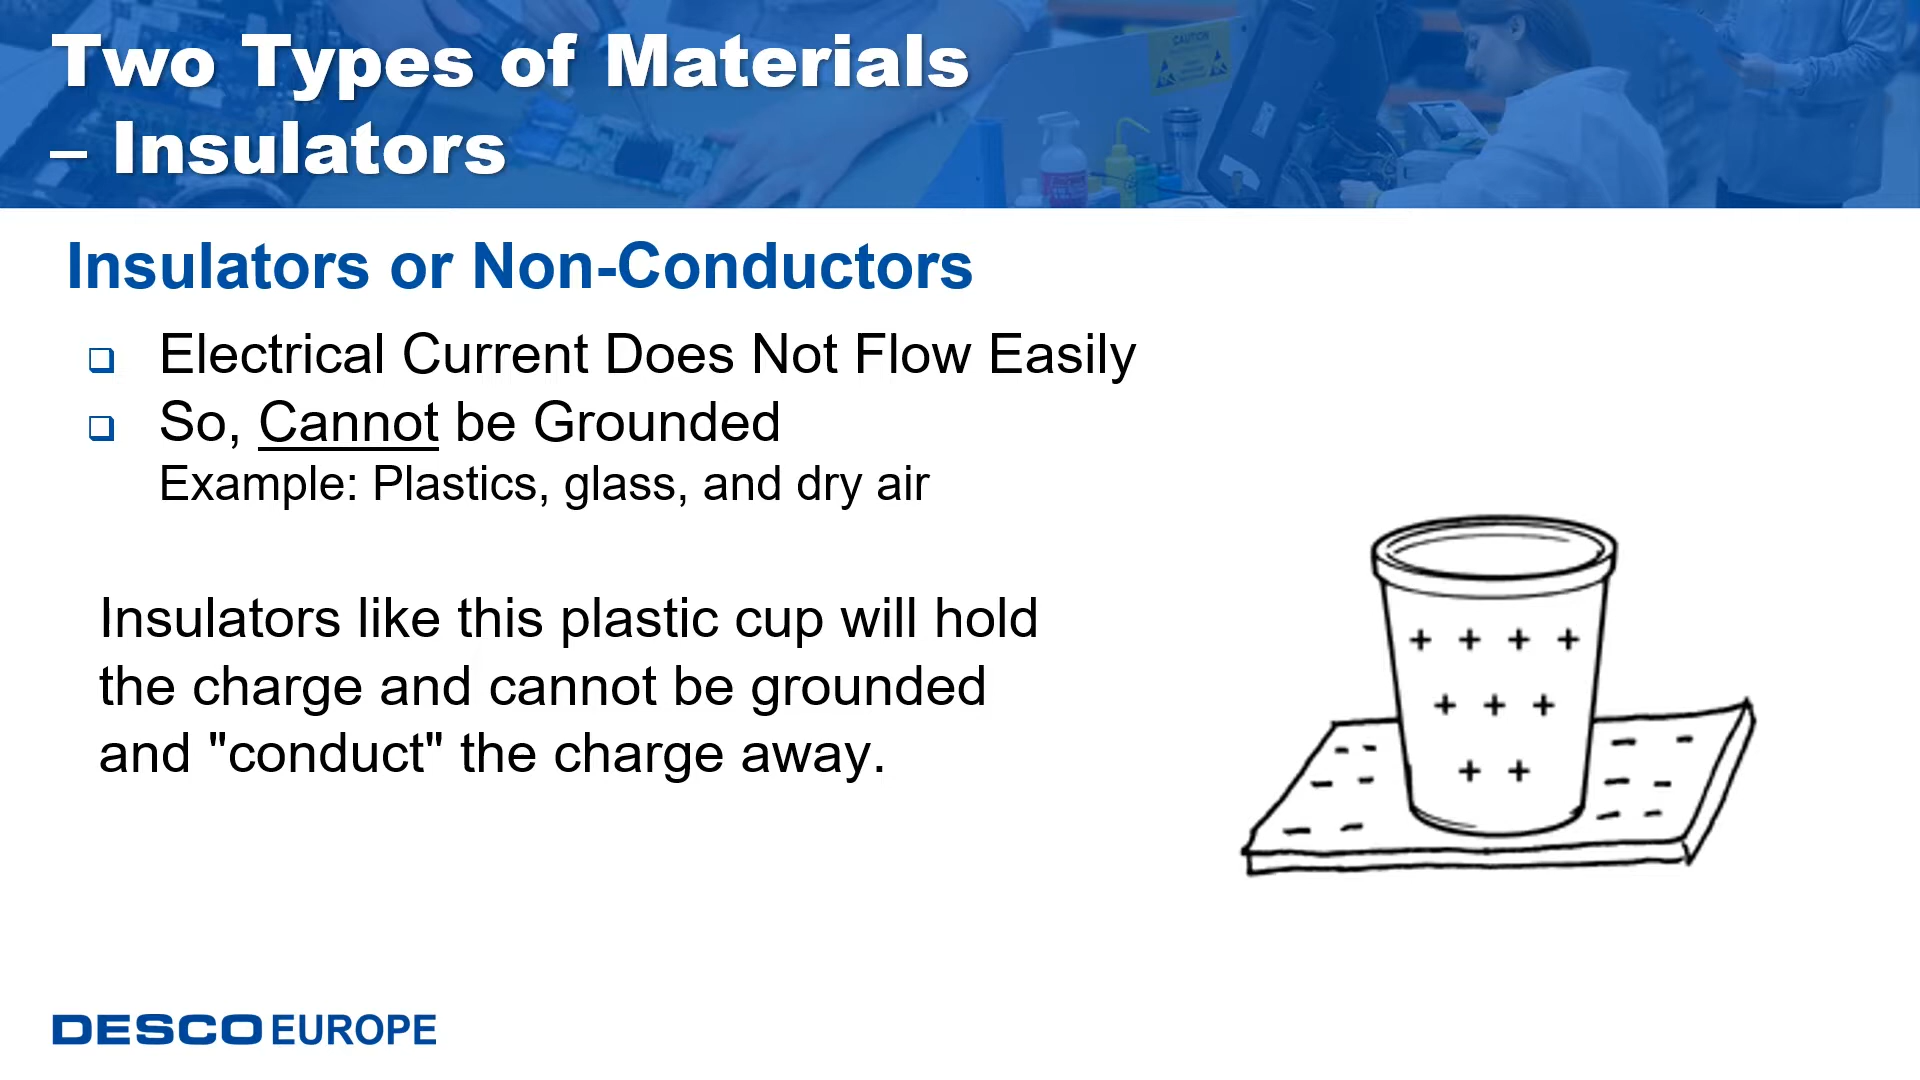 Two Types of Materials
– Insulators
CAUTION
Insulators or Non-Conductors
❑ Electrical Current Does Not Flow Easily
❑ So, Cannot be Grounded
Example: Plastics, glass, and dry air
Insulators like this plastic cup will hold
the charge and cannot be grounded
and "conduct" the charge away.
+ + + +
+ + +
+ +
DESCO EUROPE